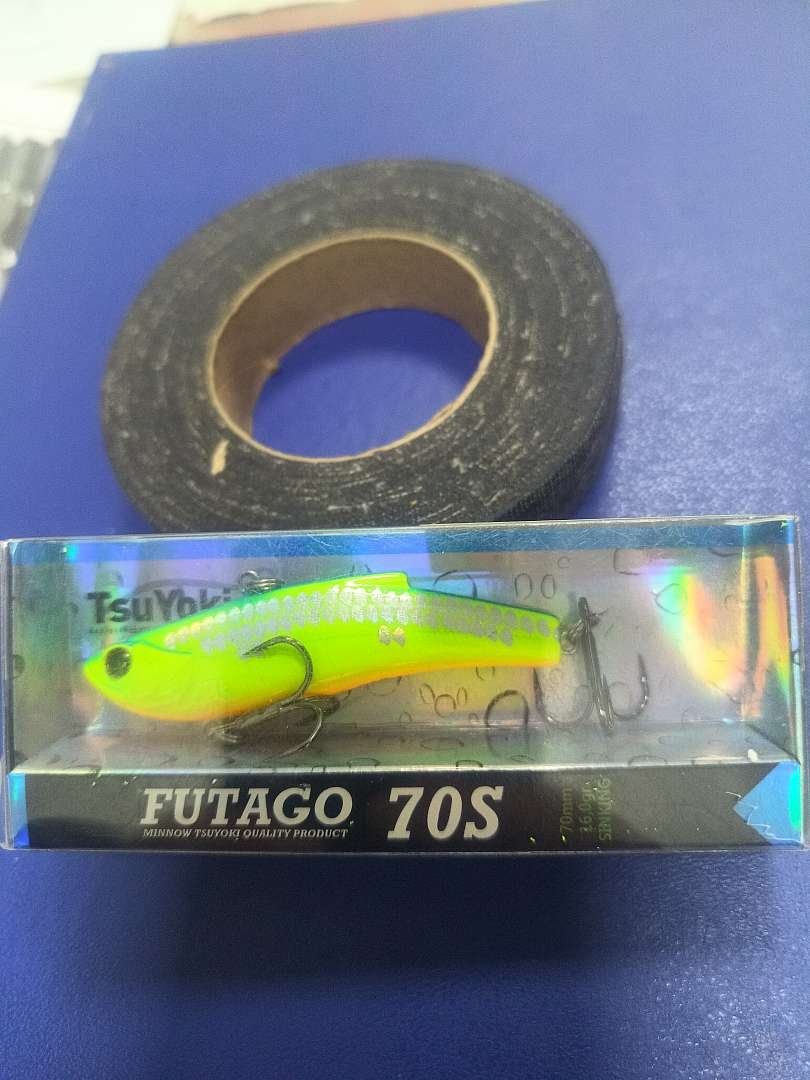 TsuYoki
FUTAGO 70S
MINNOW TSUYOKI QUALITY PRODUCT
70mm
16.0gr
SINKING